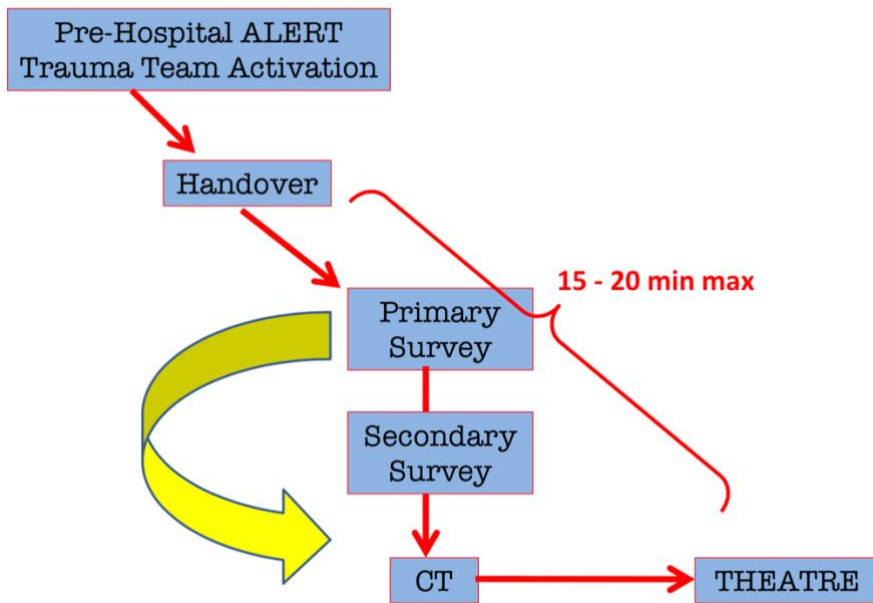 Pre-Hospital ALERT
Trauma Team Activation
Handover
15 - 20 min max
Primary
Survey
Secondary
Survey
CT
THEATRE